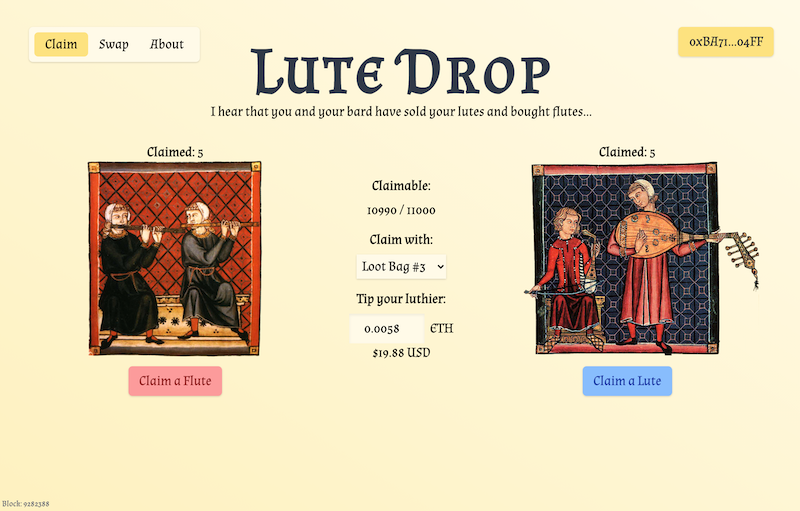 Claim Swap About
0xBA71...04FF
Lute Drop
I hear that you and your bard have sold your lutes and bought flutes...
Claimed: 5
Claimed: 5
Claimable:
10990 / 11000
Claim with:
Loot Bag #3
Tip your luthier:
0.0058 ETH
$19.88 USD
Claim a Flute
Claim a Lute
Block: 9282388